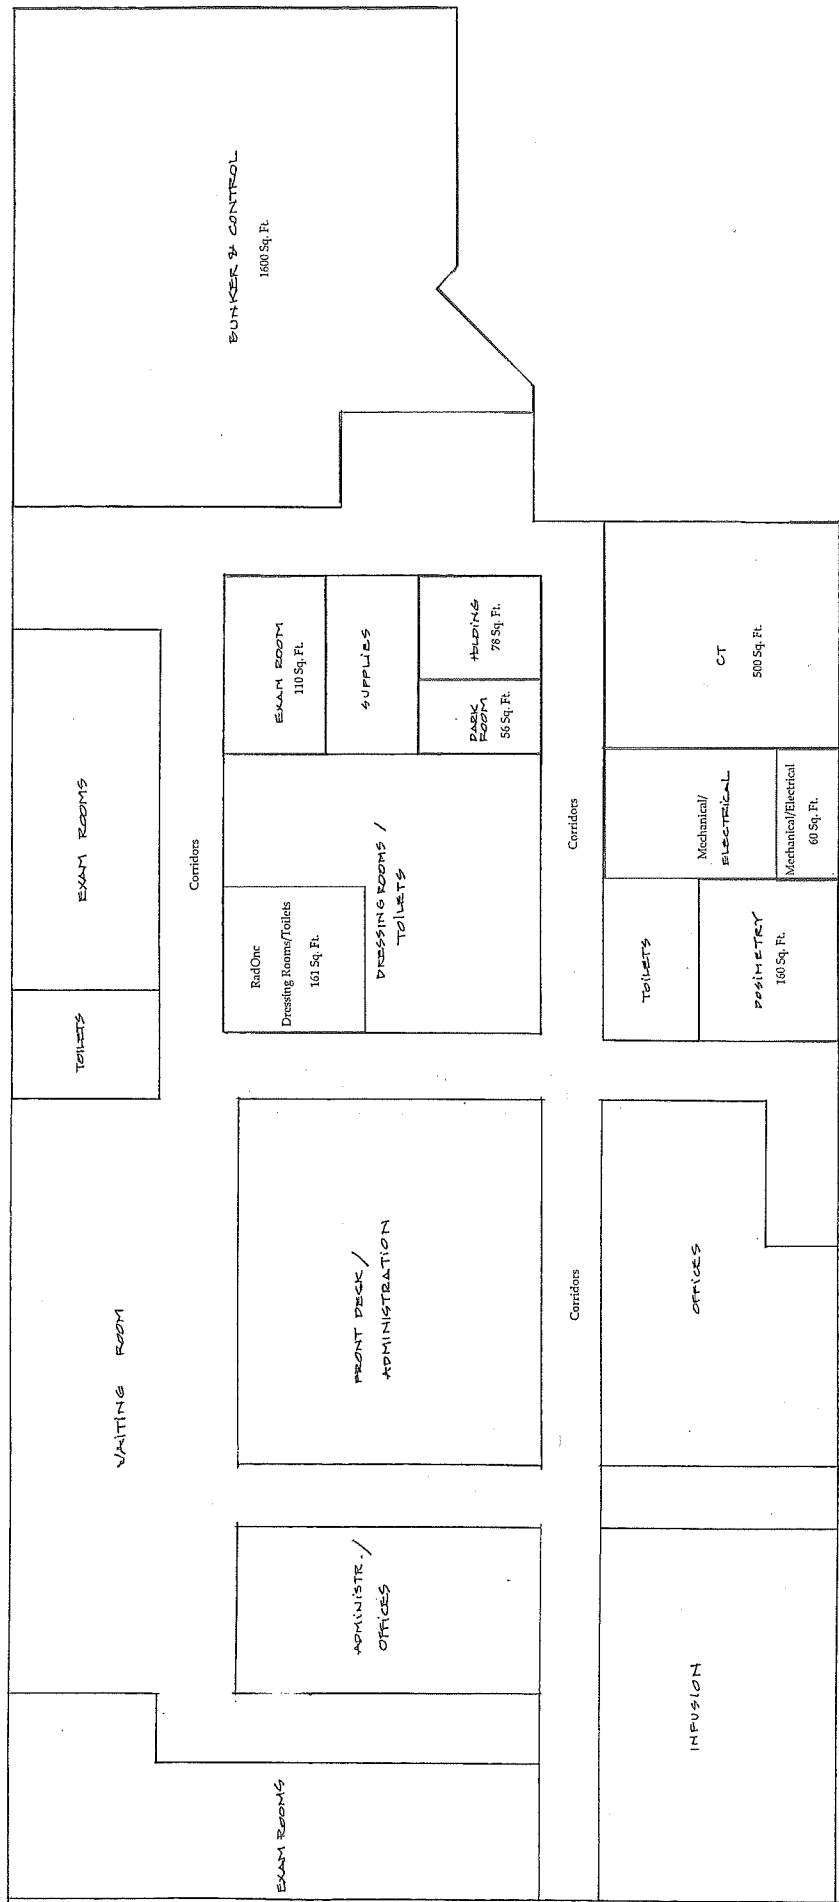 EXAM ROOMS
WAITING ROOM
TOILETS
EXAM ROOMS
BUNKER & CONTROL
1600 Sq. Ft.
Corridors
ADMINISTR./
OFFICES
FRONT DESK/
ADMINISTRATION
RadOnc
Dressing Rooms/Toilets
161 Sq. Ft.
DRESSING ROOMS/
TOILETS
EXAM ROOM
110 Sq. Ft.
SUPPLIES
DARK
ROOM
56 Sq. Ft.
HOLDING
78 Sq. Ft.
Corridors
Corridors
INFUSION
OFFICES
TOILETS
DOSIMETRY
160 Sq. Ft.
Mechanical/
ELECTRICAL
Mechanical/Electrical
60 Sq. Ft.
CT
500 Sq. Ft.